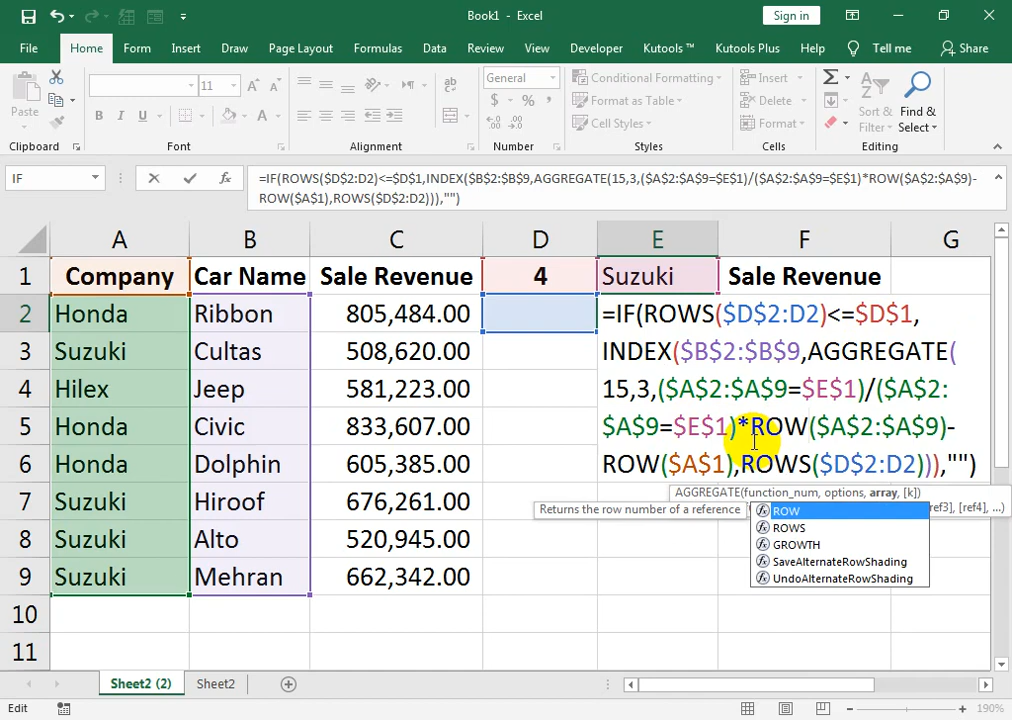 Book1 - Excel
Sign in
File Home Form Insert Draw Page Layout Formulas Data Review View Developer Kutools ™ Kutools Plus Help Tell me Share
11 General Conditional Formatting Insert
Paste Format as Table Delete Sort & Find &
B I U A $ % , Cell Styles Format Filter Select
Clipboard Font Alignment Number Styles Cells Editing
IF fx =IF(ROWS($D$2:D2)<=$D$1,INDEX($B$2:$B$9,AGGREGATE(15,3,($A$2:$A$9=$E$1)/($A$2:$A$9=$E$1)*ROW($A$2:$A$9)-
ROW($A$1),ROWS($D$2:D2))),"")
A B C D E F G
1 Company Car Name Sale Revenue 4 Suzuki Sale Revenue
2 Honda Ribbon 805,484.00 =IF(ROWS($D$2:D2)<=$D$1,
3 Suzuki Cultas 508,620.00 INDEX($B$2:$B$9,AGGREGATE(
4 Hilex Jeep 581,223.00 15,3,($A$2:$A$9=$E$1)/($A$2:
5 Honda Civic 833,607.00 $A$9=$E$1)*ROW($A$2:$A$9)-
6 Honda Dolphin 605,385.00 ROW($A$1),ROWS($D$2:D2))),"")
AGGREGATE(function_num, options, array, [k])
7 Suzuki Hiroof 676,261.00 Returns the row number of a reference ROW ref3], [ref4], ...)
ROWS
8 Suzuki Alto 520,945.00 GROWTH
SaveAlternateRowShading
9 Suzuki Mehran 662,342.00 UndoAlternateRowShading
10
11
Sheet2 (2) Sheet2
Edit 190%